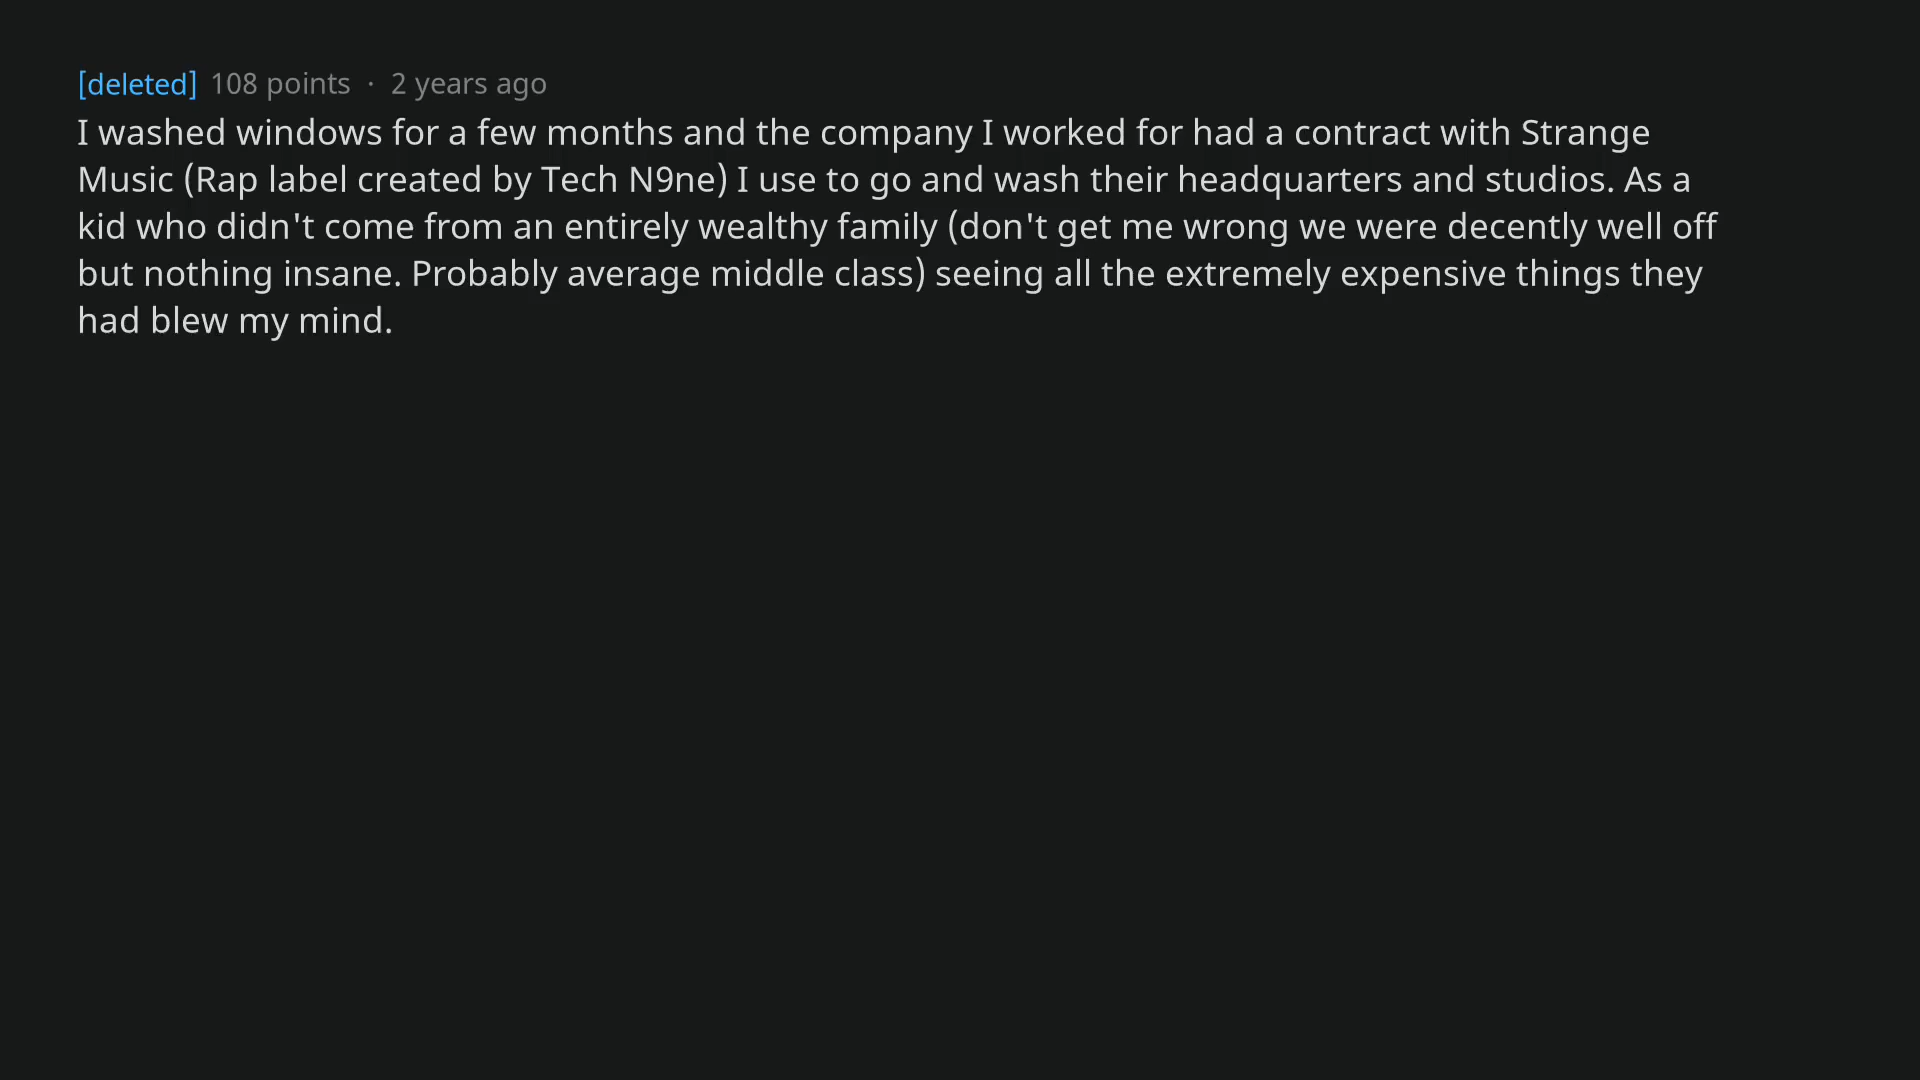 [deleted] 108 points · 2 years ago
I washed windows for a few months and the company I worked for had a contract with Strange
Music (Rap label created by Tech N9ne) I use to go and wash their headquarters and studios. As a
kid who didn't come from an entirely wealthy family (don't get me wrong we were decently well off
but nothing insane. Probably average middle class) seeing all the extremely expensive things they
had blew my mind.